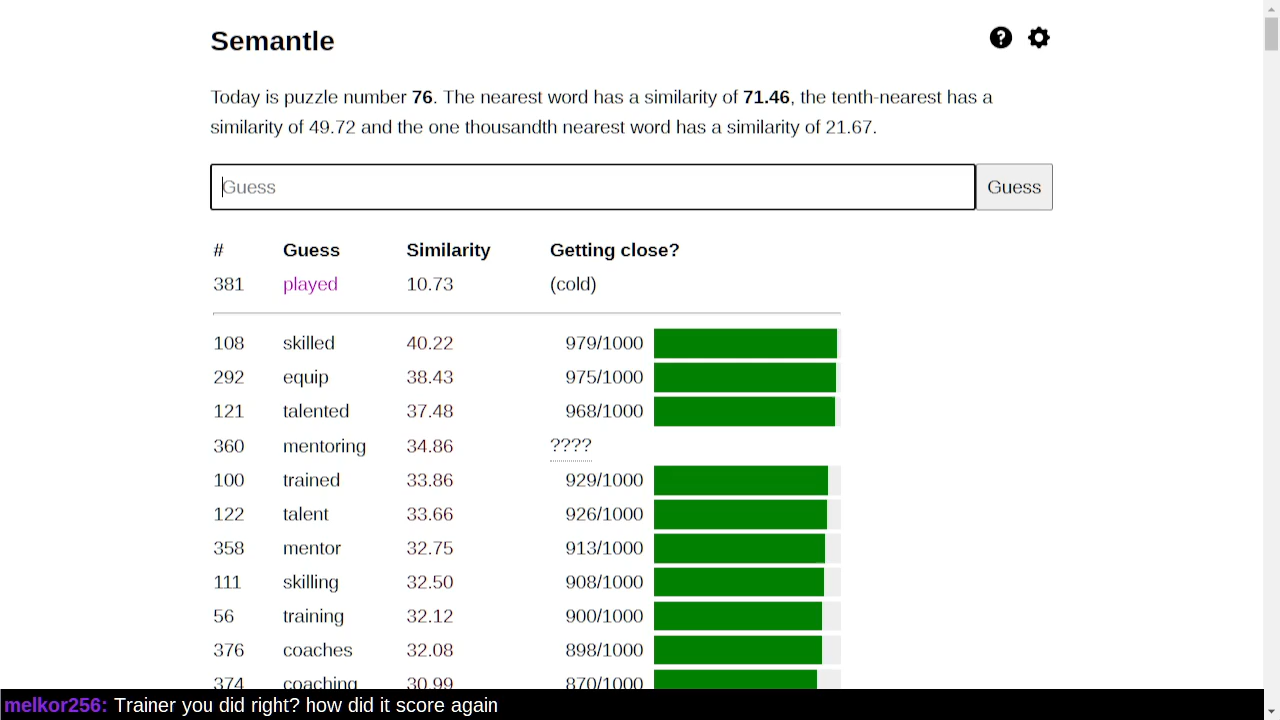 Semantle
Today is puzzle number 76. The nearest word has a similarity of 71.46, the tenth-nearest has a
similarity of 49.72 and the one thousandth nearest word has a similarity of 21.67.
Guess Guess
# Guess Similarity Getting close?
381 played 10.73 (cold)
108 skilled 40.22 979/1000
292 equip 38.43 975/1000
121 talented 37.48 968/1000
360 mentoring 34.86 ????
100 trained 33.86 929/1000
122 talent 33.66 926/1000
358 mentor 32.75 913/1000
111 skilling 32.50 908/1000
56 training 32.12 900/1000
376 coaches 32.08 898/1000
374 coaching 30.99 870/1000
melkor256: Trainer you did right? how did it score again